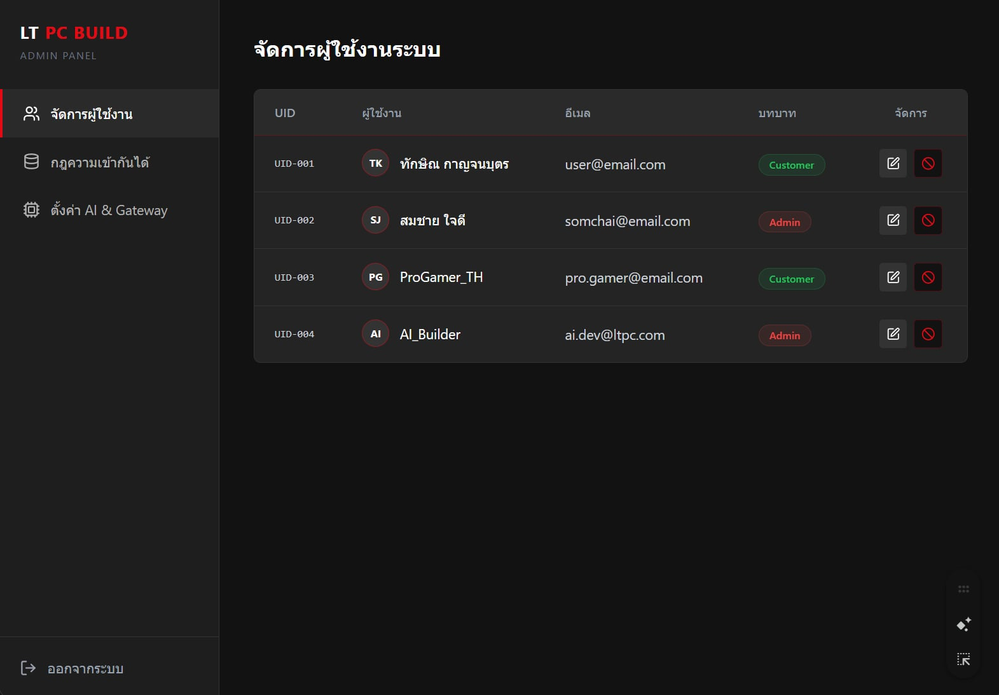 LT PC BUILD
ADMIN PANEL
จัดการผู้ใช้งาน
กฎความเข้ากันได้
ตั้งค่า AI & Gateway
ออกจากระบบ
จัดการผู้ใช้งานระบบ
UID ผู้ใช้งาน อีเมล บทบาท จัดการ
UID-001 TK ทักษิณ กาญจนบุตร user@email.com Customer
UID-002 SJ สมชาย ใจดี somchai@email.com Admin
UID-003 PG ProGamer_TH pro.gamer@email.com Customer
UID-004 AI AI_Builder ai.dev@ltpc.com Admin